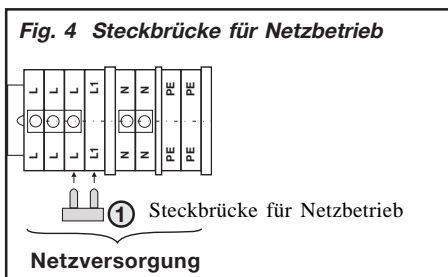 Fig. 4 Steckbrücke für Netzbetrieb
L L L L1 N N PE PE
L L L L1 N N PE PE
1 Steckbrücke für Netzbetrieb
Netzversorgung